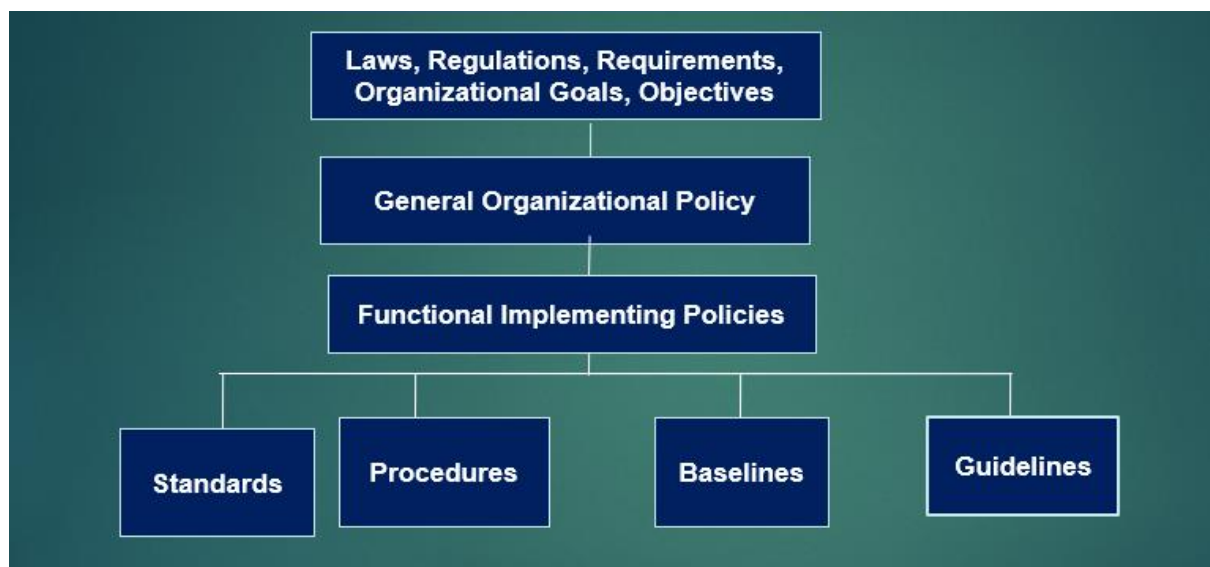 Laws, Regulations, Requirements,
Organizational Goals, Objectives
General Organizational Policy
Functional Implementing Policies
Standards
Procedures
Baselines
Guidelines